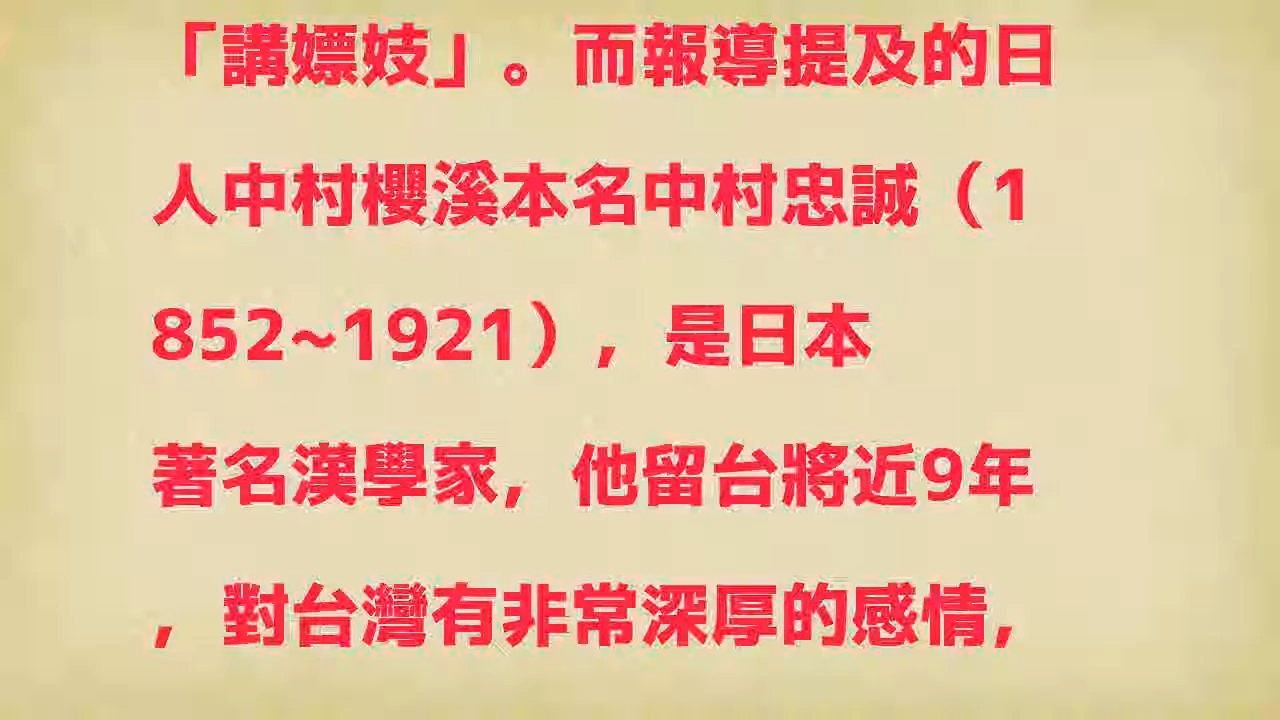 「講嫖妓」。而報導提及的日
人中村櫻溪本名中村忠誠（1
852~1921），是日本
著名漢學家，他留台將近9年
，對台灣有非常深厚的感情，